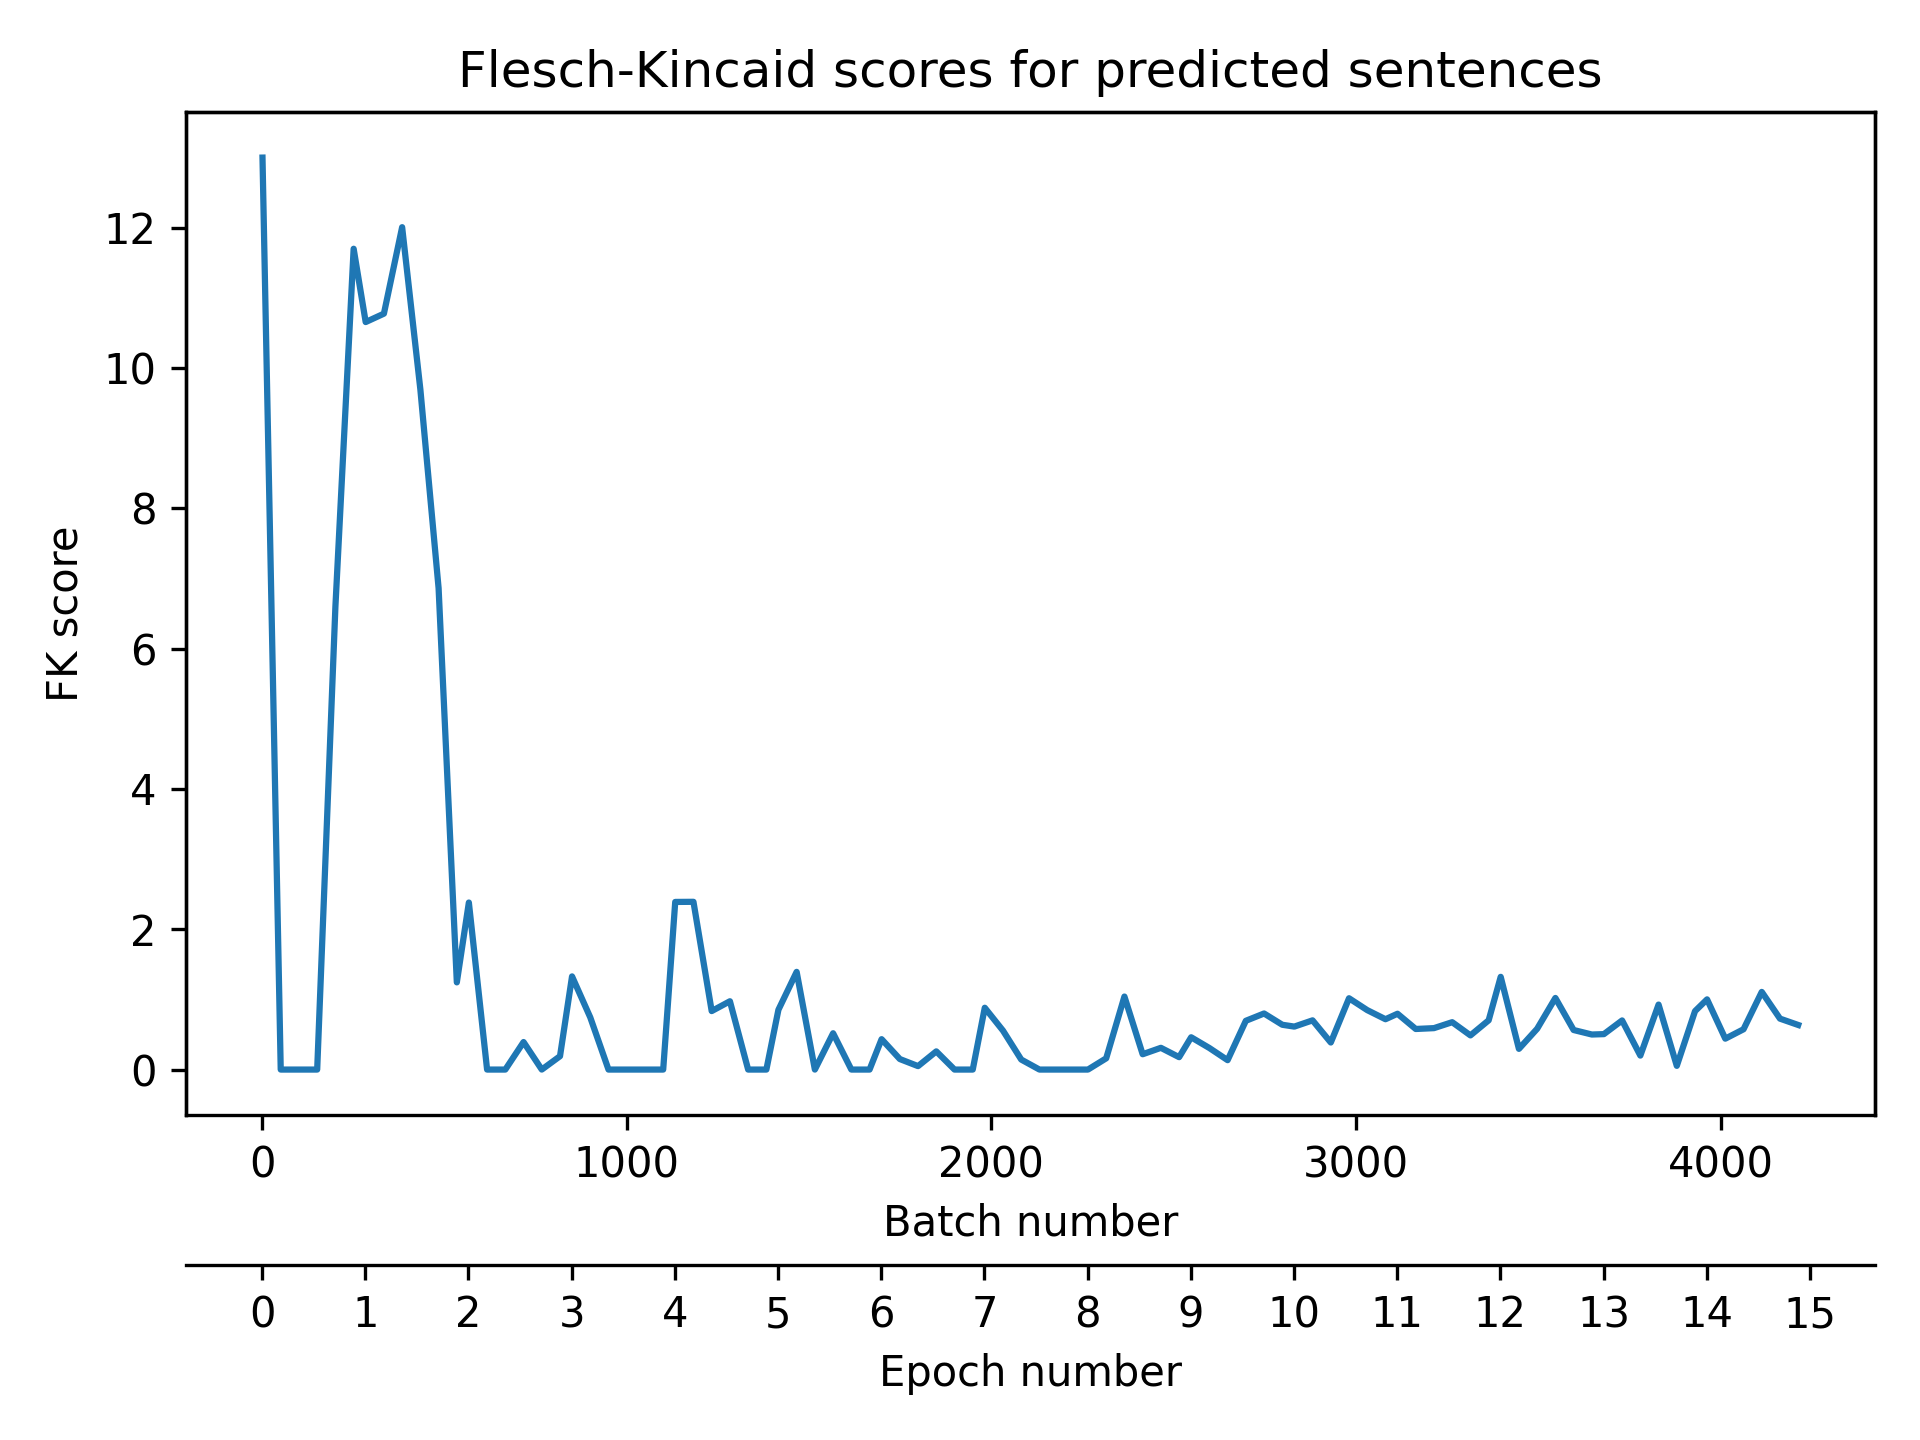 Flesch-Kincaid scores for predicted sentences
12
10
8
6
4
2
0
FK score
0 1000 2000 3000 4000
Batch number
0 1 2 3 4 5 6 7 8 9 10 11 12 13 14 15
Epoch number